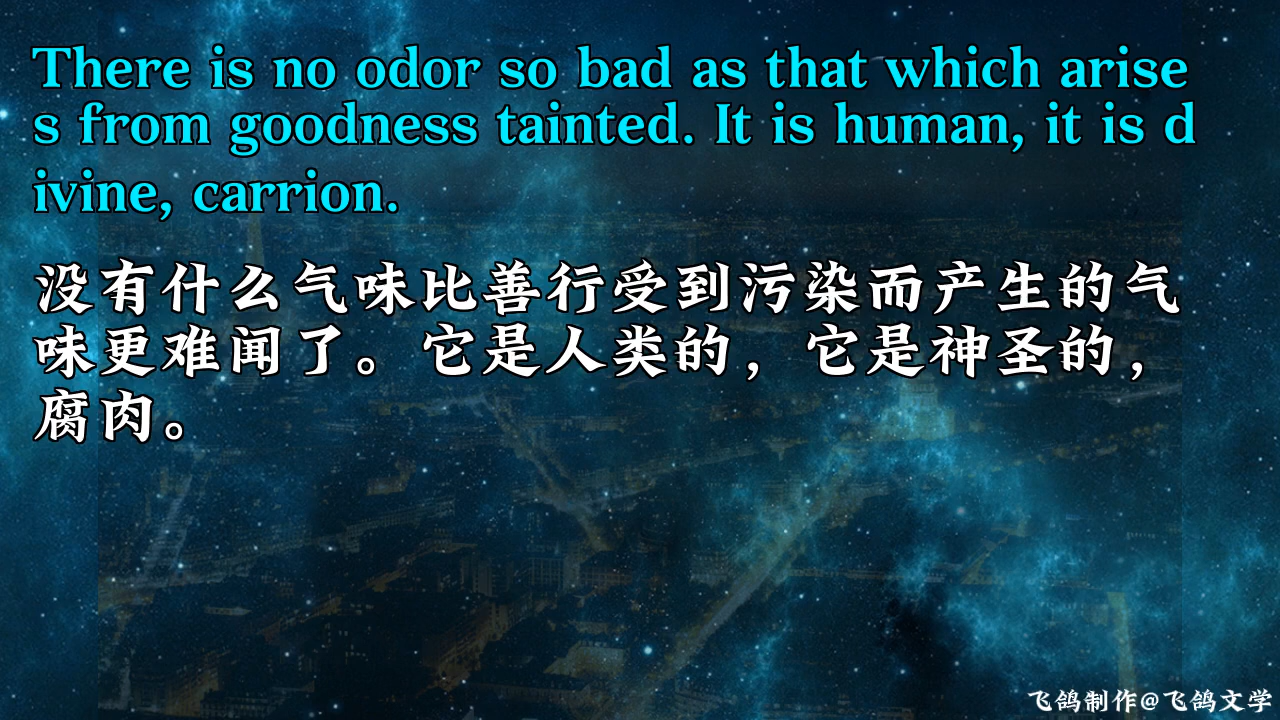 There is no odor so bad as that which arise
s from goodness tainted. It is human, it is d
ivine, carrion.
没有什么气味比善行受到污染而产生的气
味更难闻了。它是人类的，它是神圣的，
腐肉。
飞鸽制作@飞鸽文学